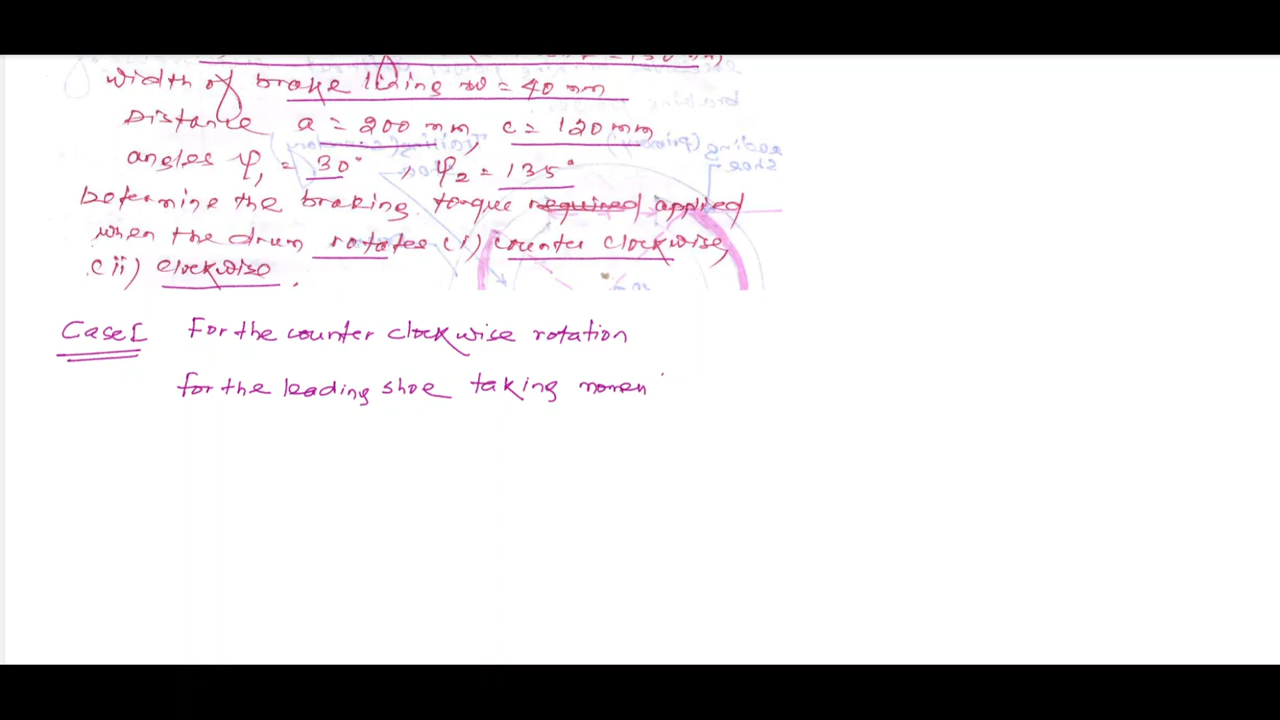 width of brake lining w = 40 mm
Distance a = 200 mm, c = 120 mm
angles φ₁ = 30°, φ₂ = 135°
Determine the braking torque required applied
when the drum rotates (i) counter clockwise,
(ii) clockwise.
Case I For the counter clockwise rotation
for the leading shoe taking momen